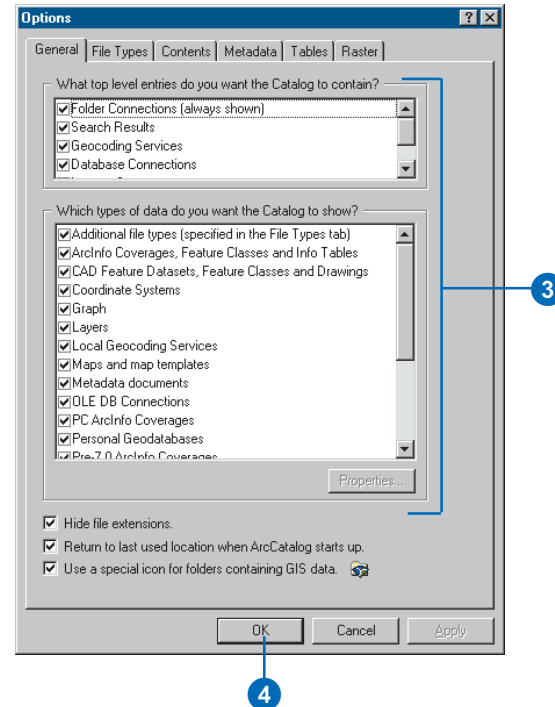 Options
General File Types Contents Metadata Tables Raster
What top level entries do you want the Catalog to contain?
Folder Connections (always shown)
Search Results
Geocoding Services
Database Connections
Which types of data do you want the Catalog to show?
Additional file types (specified in the File Types tab)
ArcInfo Coverages, Feature Classes and Info Tables
CAD Feature Datasets, Feature Classes and Drawings
Coordinate Systems
Graph
Layers
Local Geocoding Services
Maps and map templates
Metadata documents
OLE DB Connections
PC ArcInfo Coverages
Personal Geodatabases
Pre-7.0 ArcInfo Coverages
Properties...
Hide file extensions.
Return to last used location when ArcCatalog starts up.
Use a special icon for folders containing GIS data.
OK Cancel Apply
3
4